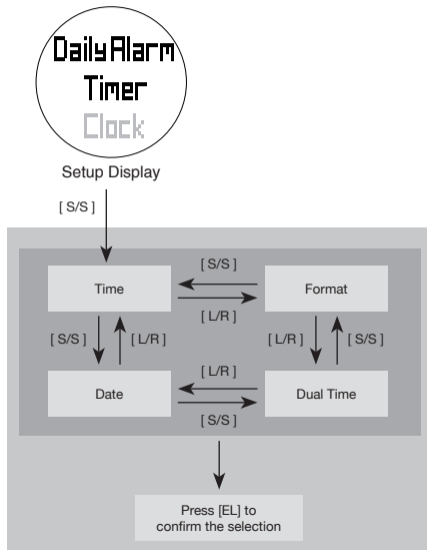 Daily Alarm
Timer
Clock
Setup Display
[ S/S ]
[ S/S ]
Time
Format
[ L/R ]
[ S/S ]
[ L/R ]
[ L/R ]
[ S/S ]
[ L/R ]
Date
Dual Time
[ S/S ]
Press [EL] to
confirm the selection